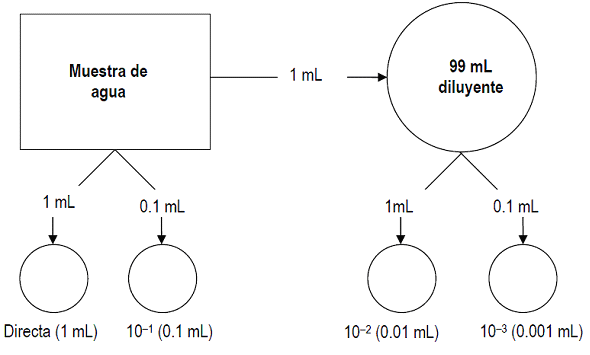 Muestra de
agua
1 mL
99 mL
diluyente
1 mL
0.1 mL
1mL
0.1 mL
Directa (1 mL)
10⁻¹ (0.1 mL)
10⁻² (0.01 mL)
10⁻³ (0.001 mL)